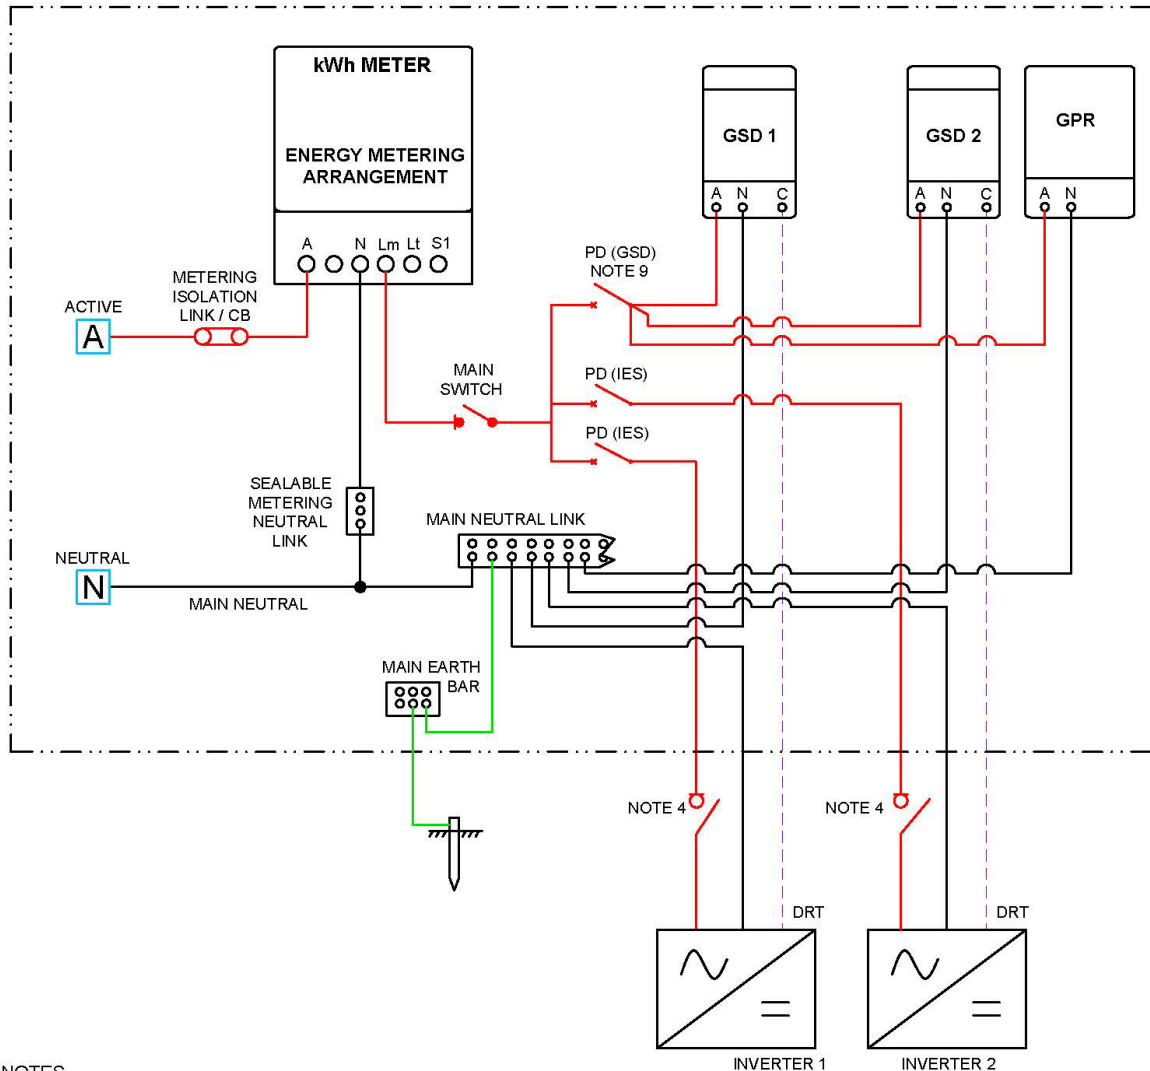 kWh METER
ENERGY METERING
ARRANGEMENT
A N Lm Lt S1
GSD 1
A N C
GSD 2
A N C
GPR
A N
METERING
ISOLATION
LINK / CB
ACTIVE
A
PD (GSD)
NOTE 9
MAIN
SWITCH
PD (IES)
PD (IES)
SEALABLE
METERING
NEUTRAL
LINK
MAIN NEUTRAL LINK
NEUTRAL
N
MAIN NEUTRAL
MAIN EARTH
BAR
NOTE 4
NOTE 4
DRT
DRT
INVERTER 1
INVERTER 2
NOTES